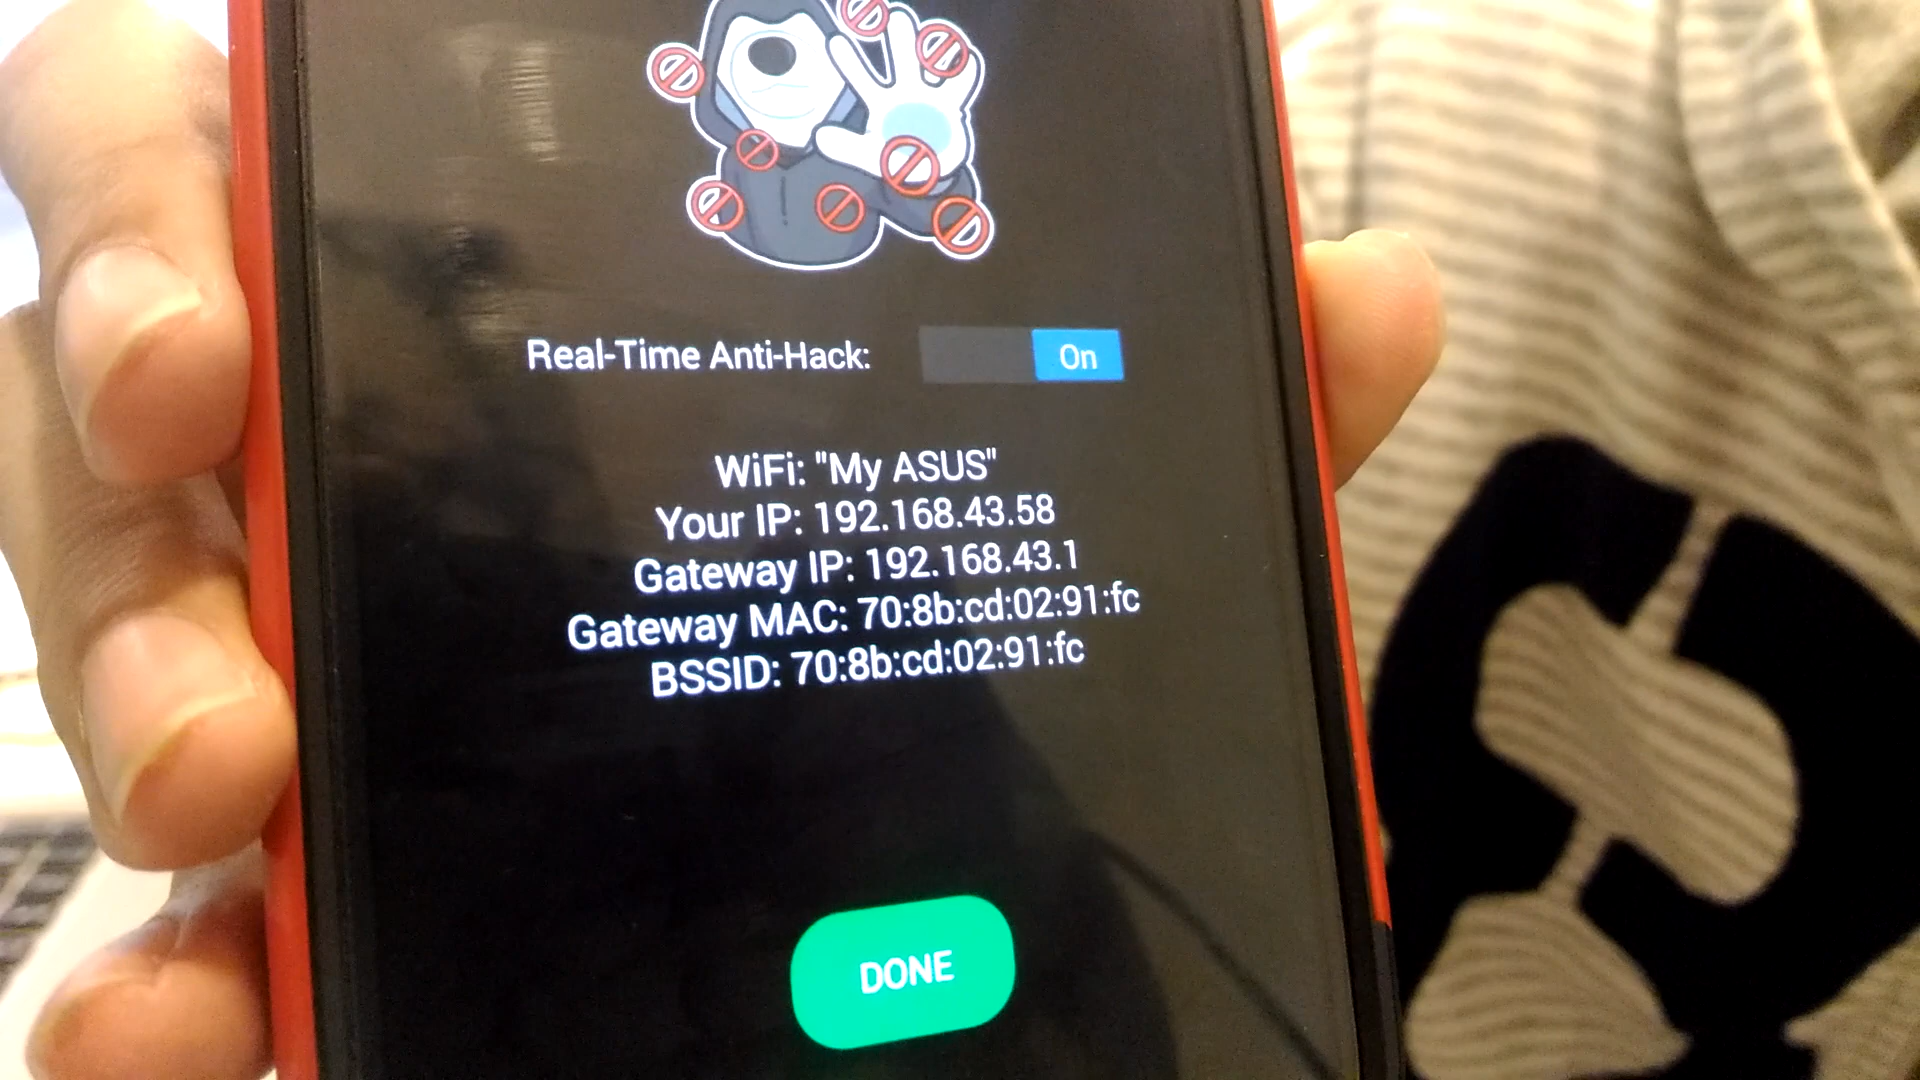 Real-Time Anti-Hack: On
WiFi: "My ASUS"
Your IP: 192.168.43.58
Gateway IP: 192.168.43.1
Gateway MAC: 70:8b:cd:02:91:fc
BSSID: 70:8b:cd:02:91:fc
DONE